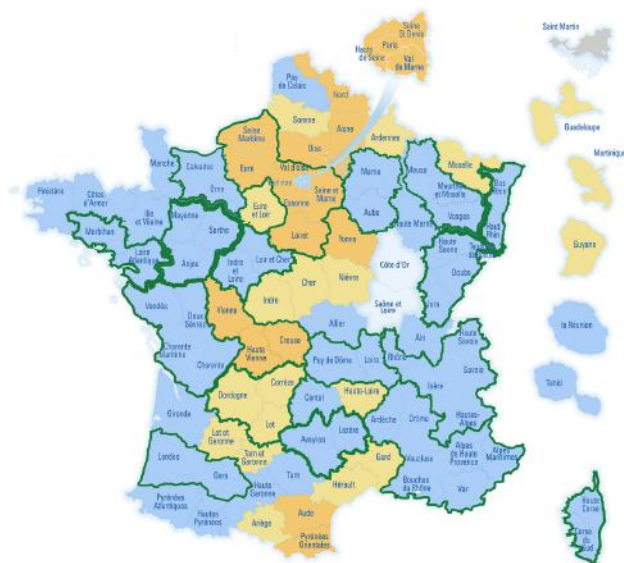 Seine
St Denis
Paris
Haute
de Seine
Val
de Marne
Saint Martin
Pas
de Calais
Nord
Somme
Aisne
Ardennes
Guadeloupe
Seine
Maritime
Oise
Manche
Calvados
Eure
Val d'oise
Marne
Meuse
Moselle
Bas
Rhin
Martinique
Orne
Seine et
Marne
Meurthe
et Moselle
Finistère
Côtes
d'Armor
Eure
et Loir
Essonne
Aube
Vosges
Haut
Rhin
Ille
et Vilaine
Mayenne
Haute Marne
Morbihan
Sarthe
Loiret
Yonne
Haute
Saone
Guyane
Loire
Atlantique
Anjou
Indre
et Loire
Loir et Cher
Côte d'Or
Doubs
Cher
Nièvre
Vendée
Indre
Saône et
Loire
Jura
Deux
Sèvres
Vienne
Allier
la Réunion
Charente
Maritime
Creuse
Ain
Haute
Savoie
Charente
Haute
Vienne
Puy de Dôme
Loire
Rhône
Savoie
Tahiti
Corrèze
Isère
Dordogne
Cantal
Haute-Loire
Gironde
Hautes-
Alpes
Lot
Ardèche
Drôme
Lot et
Garonne
Lozère
Aveyron
Landes
Tarn et
Garonne
Gard
Vaucluse
Alpes
de Haute
Provence
Alpes
Maritimes
Gers
Tarn
Hérault
Bouches
du Rhône
Var
Haute
Garonne
Pyrénées
Atlantiques
Hautes
Pyrénées
Ariège
Aude
Pyrénées
Orientales
Haute
Corse
Corse
du
Sud